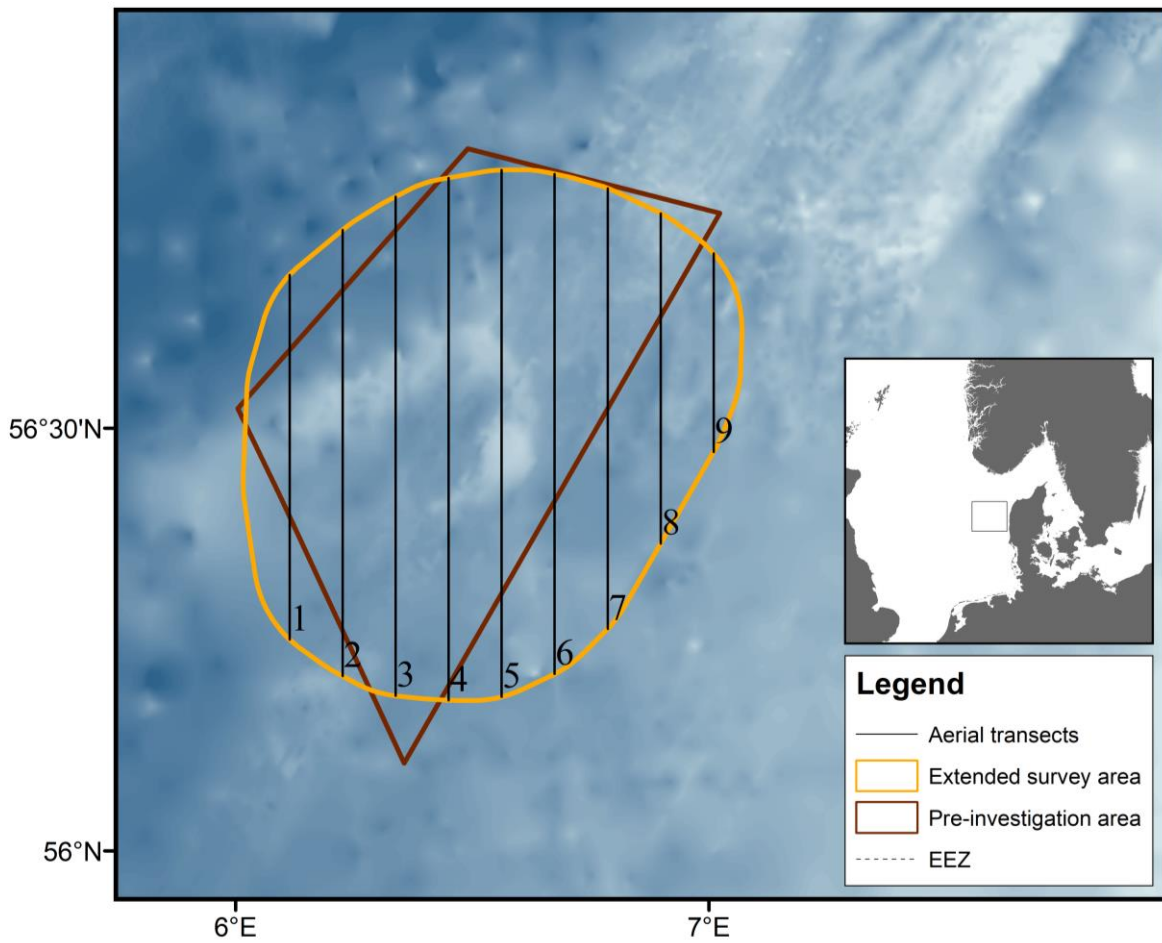 56°30'N
56°N
6°E
7°E
1
2
3
4
5
6
7
8
9
Legend
Aerial transects
Extended survey area
Pre-investigation area
EEZ